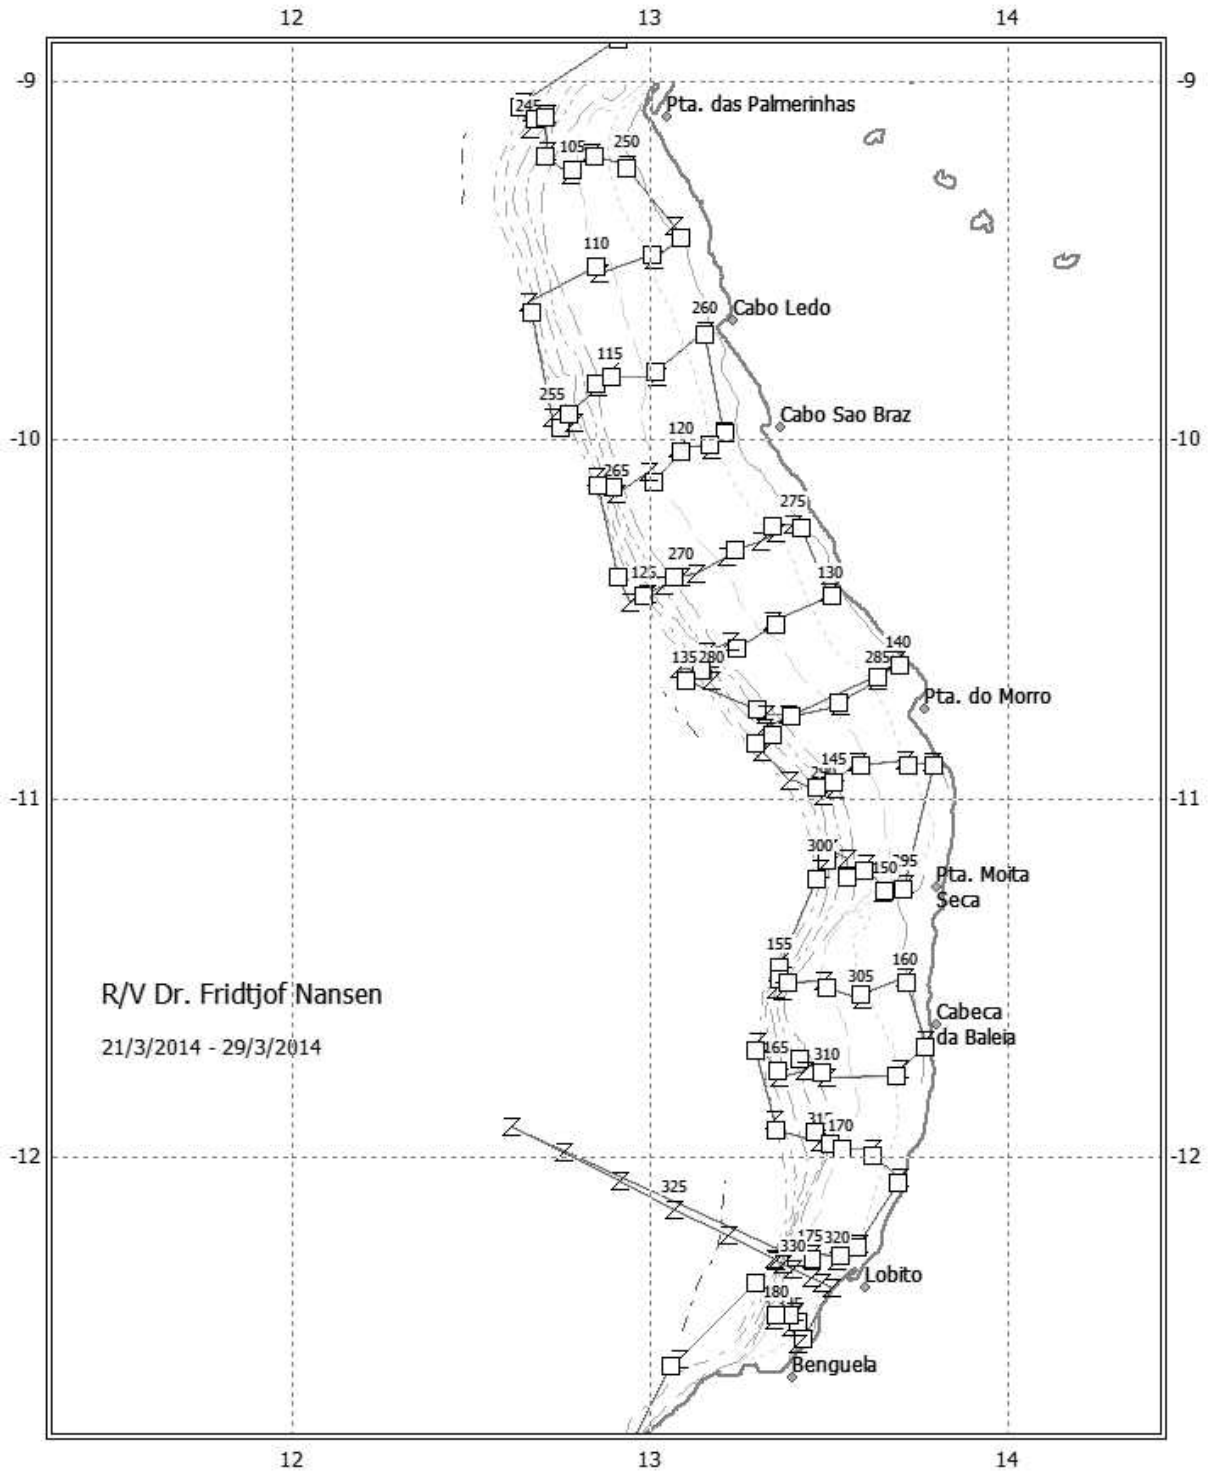 12 13 14
-9 -9
Pta. das Palmerinhas
245
105 250
110
260 Cabo Ledo
115
255
Cabo Sao Braz
120
-10 -10
265
275
270
125 130
140
135 280 285
Pta. do Morro
145
-11 -11
300
150
Pta. Moita
Seca
155 160
305
R/V Dr. Fridtjof Nansen
Cabeca
da Baleia
21/3/2014 - 29/3/2014
165 310
170
-12 -12
325
175 320
330
Lobito
180
Benguela
12 13 14